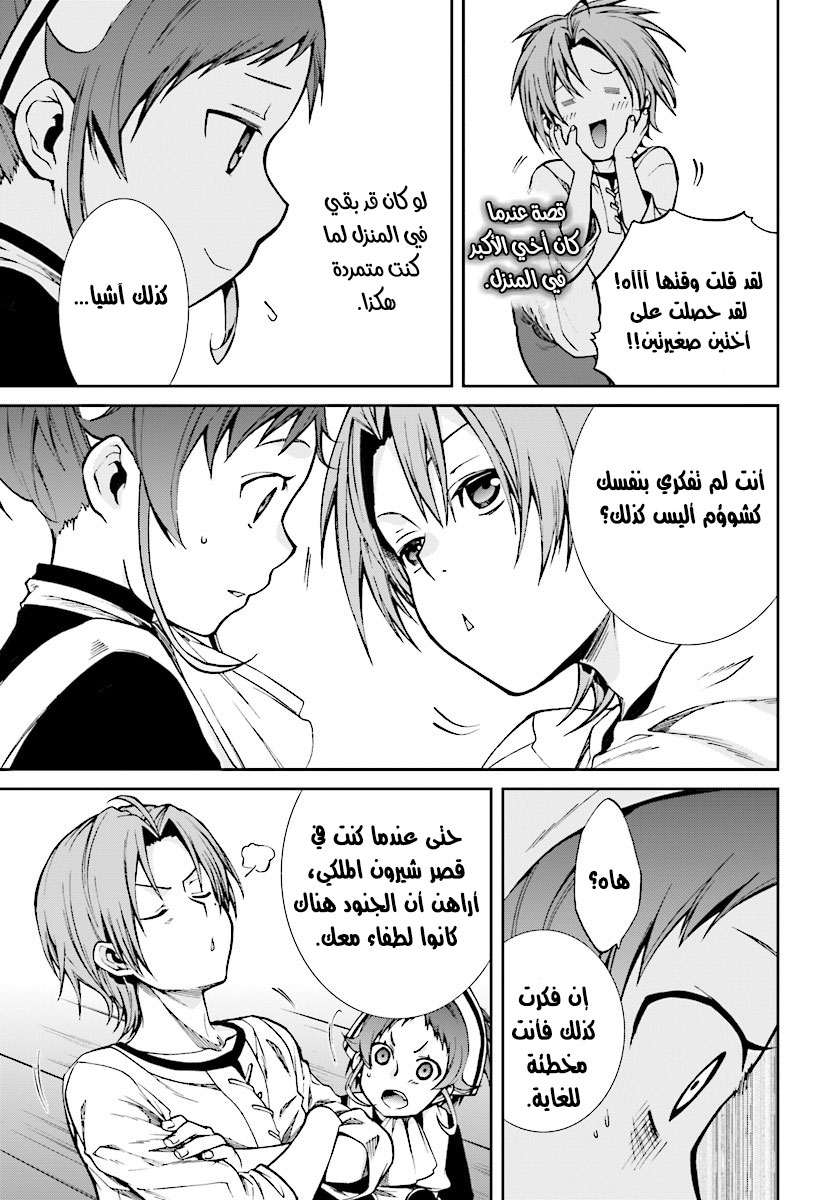 لقد قلت وقتها آآآه!
لقد حصلت على
أختين صغيرتين!!
قصة عندما
كان أخي الأكبر
في المنزل.
لو كان قد بقي
في المنزل لما
كنت متمردة
هكذا.
كذلك أشيا...
أنت لم تفكري بنفسك
كشوؤم أليس كذلك؟
هاه؟
إن فكرت
كذلك فأنت
مخطئة
للغاية.
حتى عندما كنت في
قصر شيرون الملكي،
أراهن أن الجنود هناك
كانوا لطفاء معك.